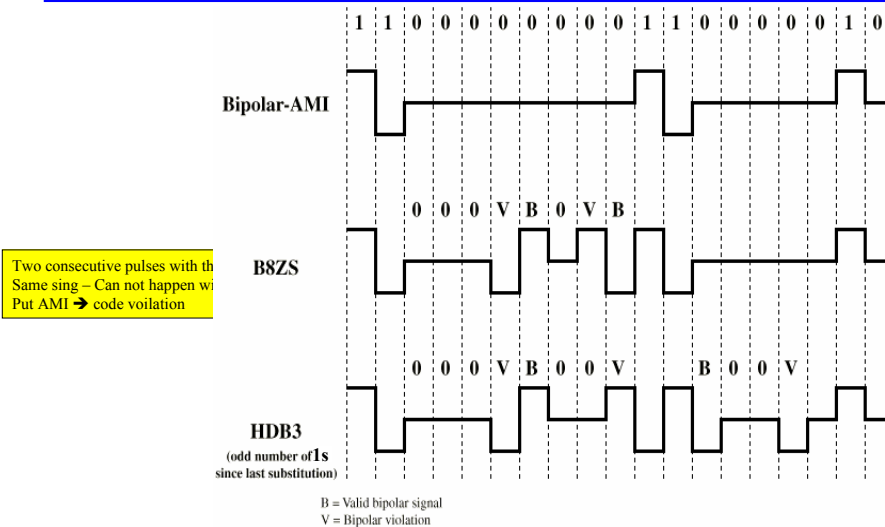 1 1 0 0 0 0 0 0 0 0 1 1 0 0 0 0 0 1 0
Bipolar-AMI
0 0 0 V B 0 V B
Two consecutive pulses with th
Same sing – Can not happen wi
Put AMI ➔ code voilation
B8ZS
0 0 0 V B 0 0 V B 0 0 V
HDB3
(odd number of 1s
since last substitution)
B = Valid bipolar signal
V = Bipolar violation